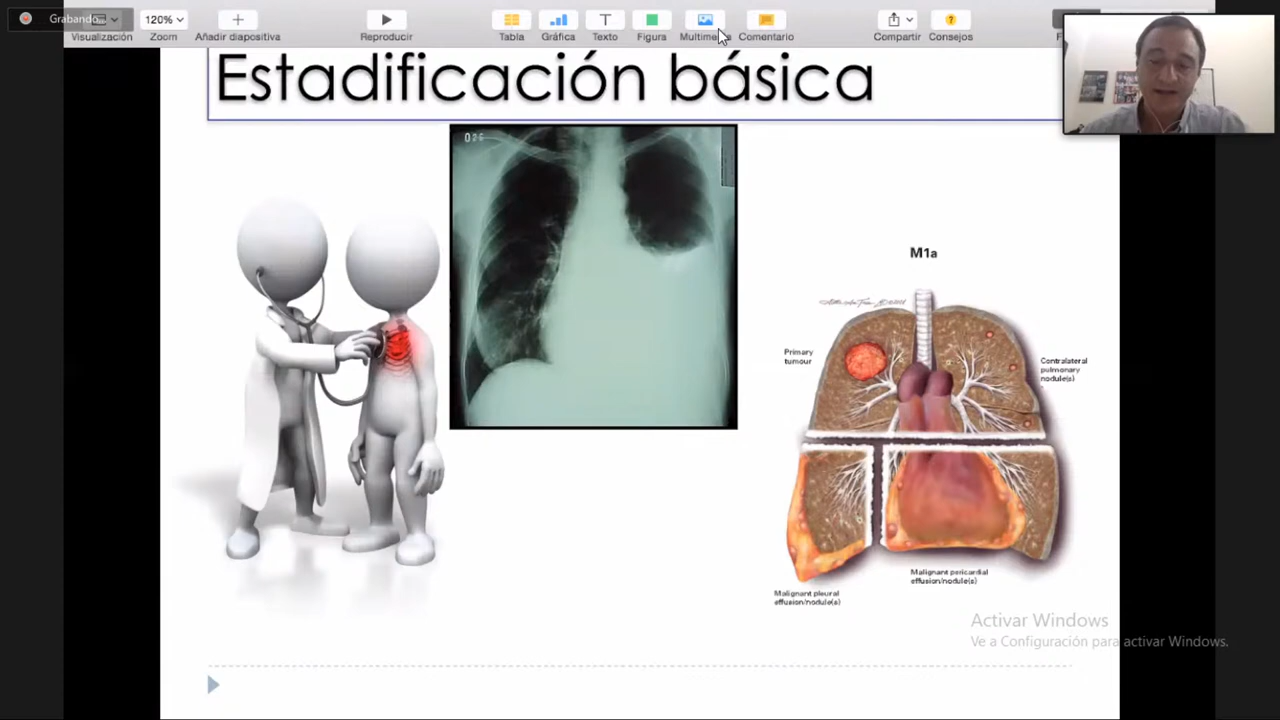 Grabando...
120%
Visualización
Zoom
Añadir diapositiva
Reproducir
Tabla
Gráfica
Texto
Figura
Comentario
Compartir
Consejos
Estadificación básica
M1a
Primary
tumour
Contralateral
pulmonary
nodule(s)
Malignant pericardial
effusion/nodule(s)
Malignant pleural
effusion/nodule(s)
Activar Windows
Ve a Configuración para activar Windows.